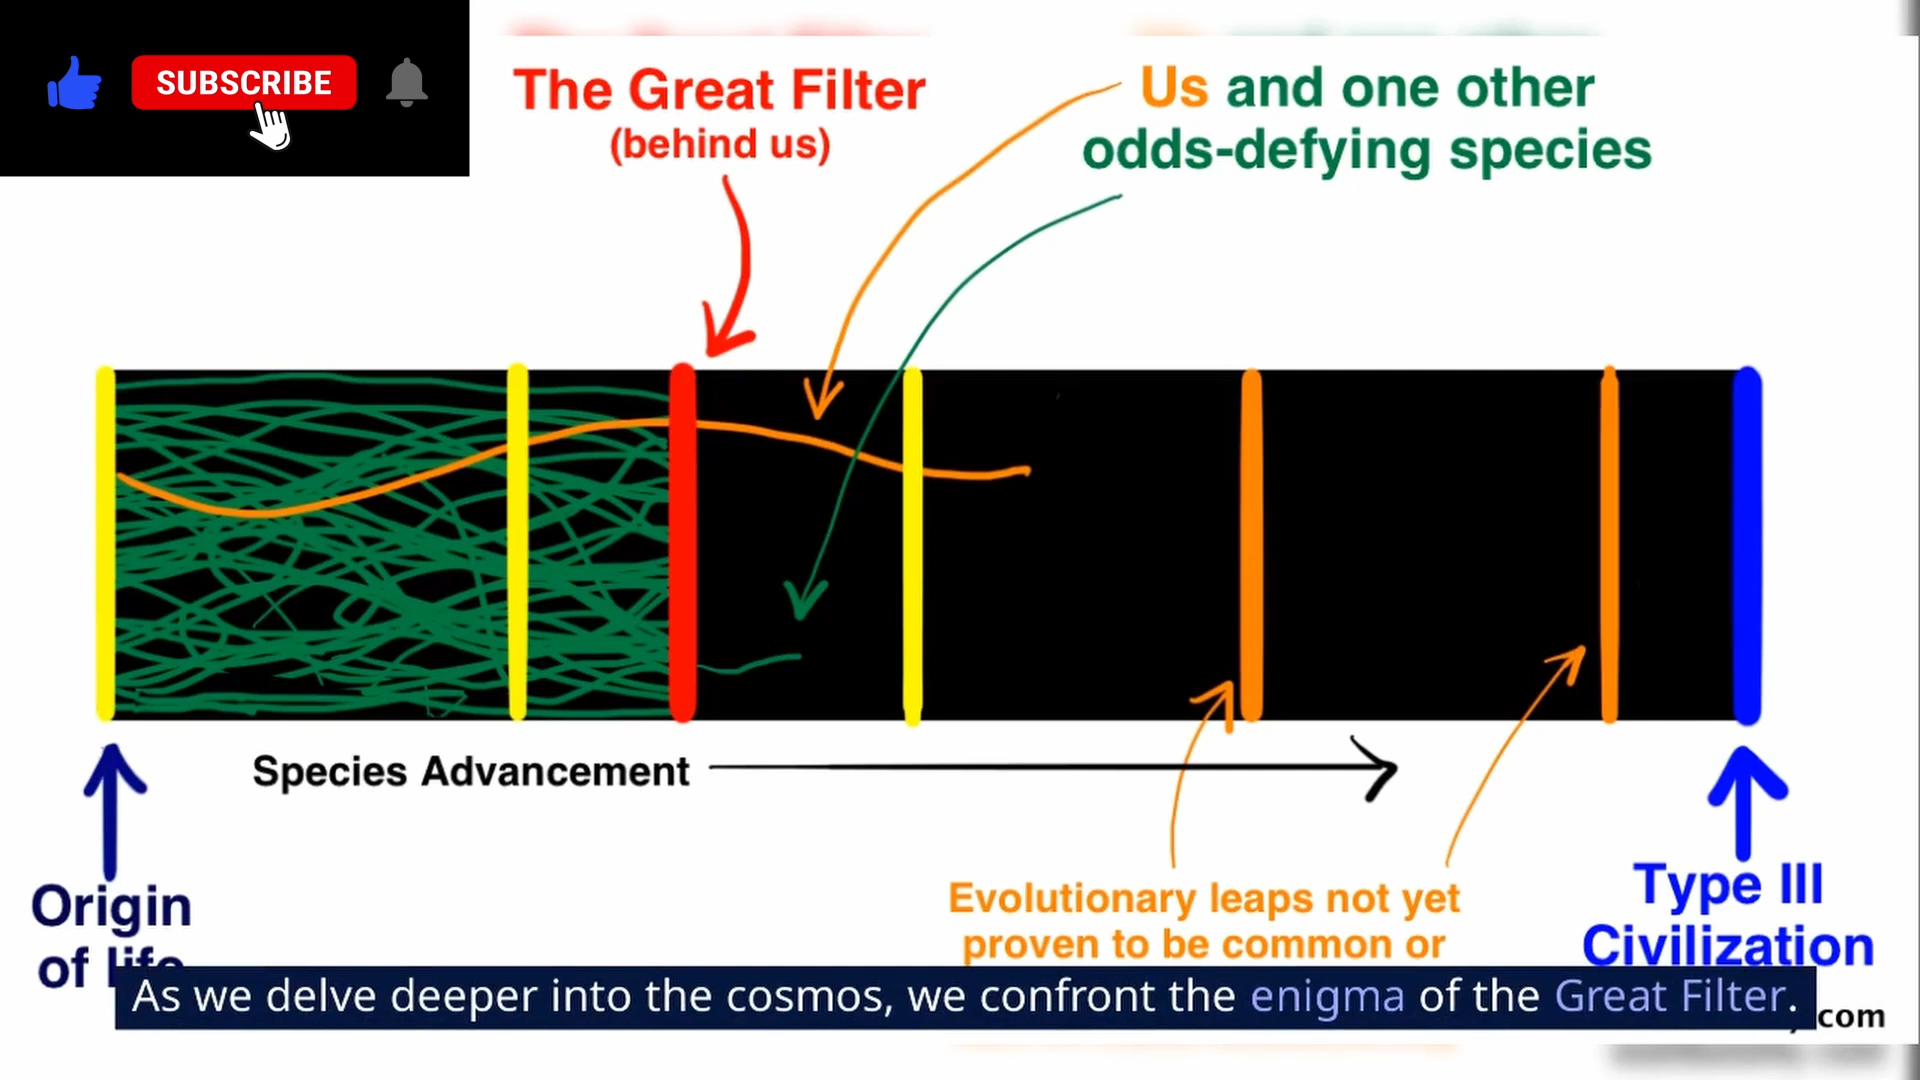 SUBSCRIBE
The Great Filter
(behind us)
Us and one other
odds-defying species
Species Advancement
Origin
of life
Evolutionary leaps not yet
proven to be common or
Type III
Civilization
As we delve deeper into the cosmos, we confront the enigma of the Great Filter.
com